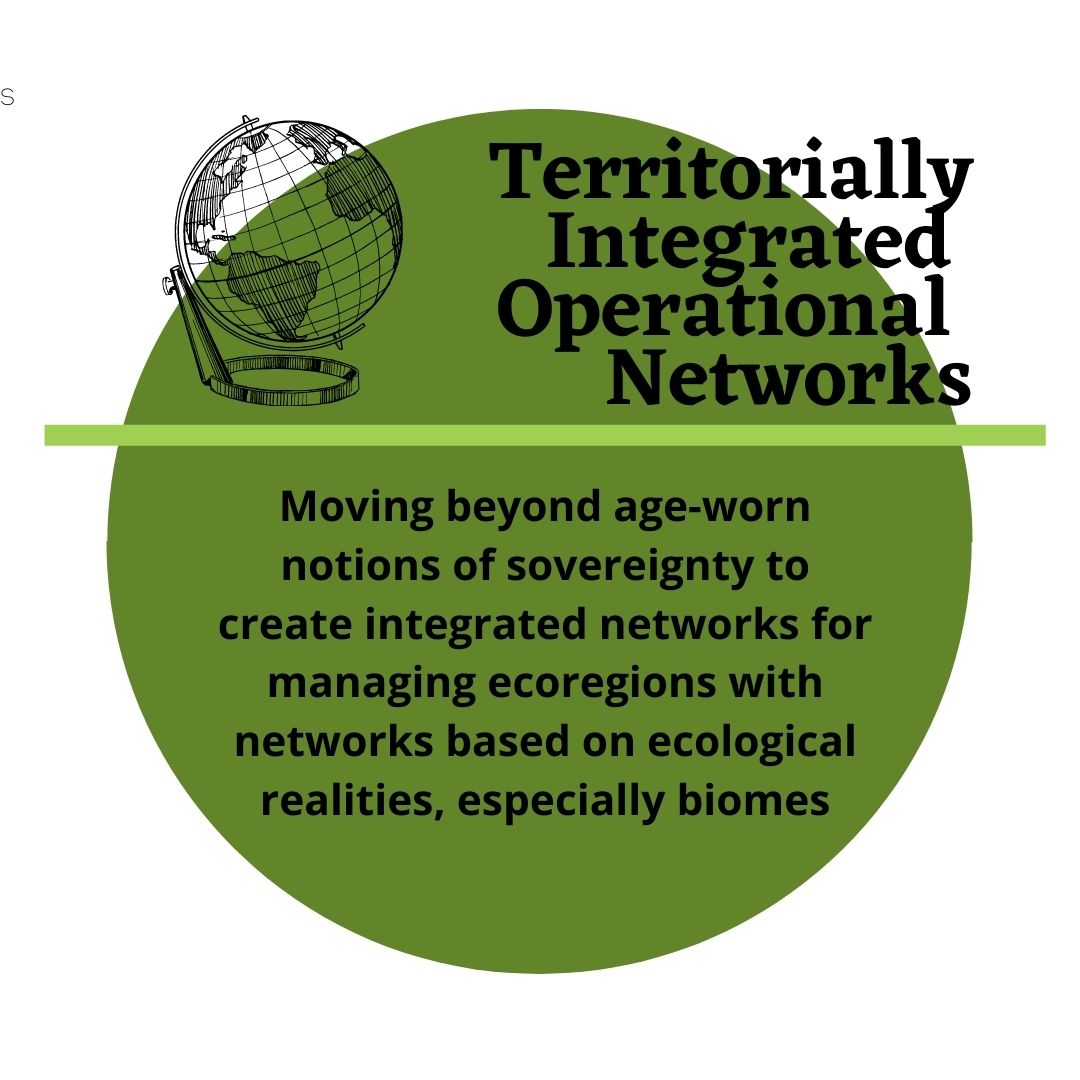 S
Territorially
Integrated
Operational
Networks
Moving beyond age-worn
notions of sovereignty to
create integrated networks for
managing ecoregions with
networks based on ecological
realities, especially biomes